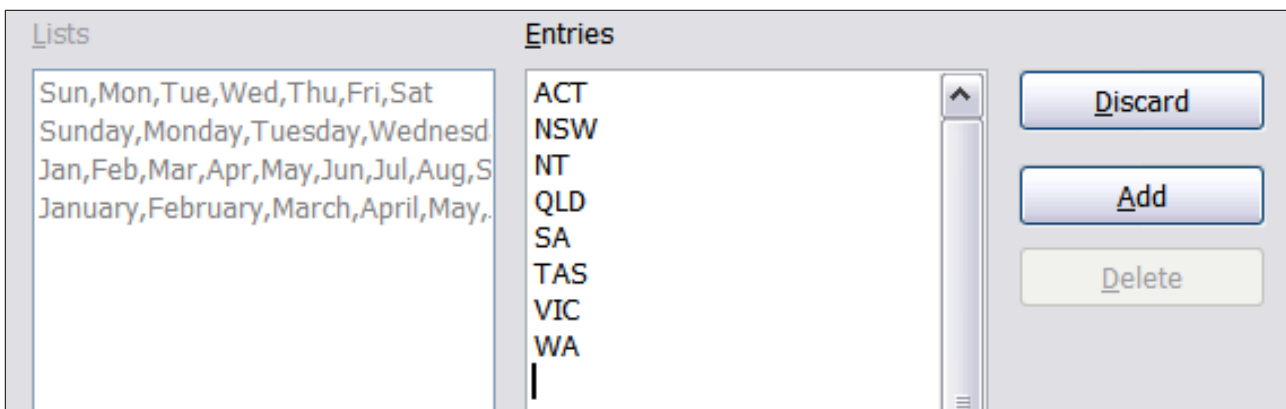 Lists
Entries
Sun,Mon,Tue,Wed,Thu,Fri,Sat
Sunday,Monday,Tuesday,Wednesd
Jan,Feb,Mar,Apr,May,Jun,Jul,Aug,S
January,February,March,April,May,
ACT
NSW
NT
QLD
SA
TAS
VIC
WA
Discard
Add
Delete